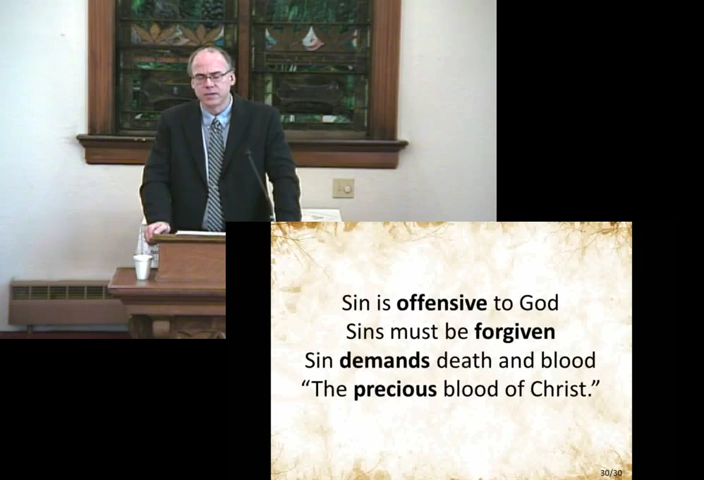 Sin is offensive to God
Sins must be forgiven
Sin demands death and blood
“The precious blood of Christ.”
30/30